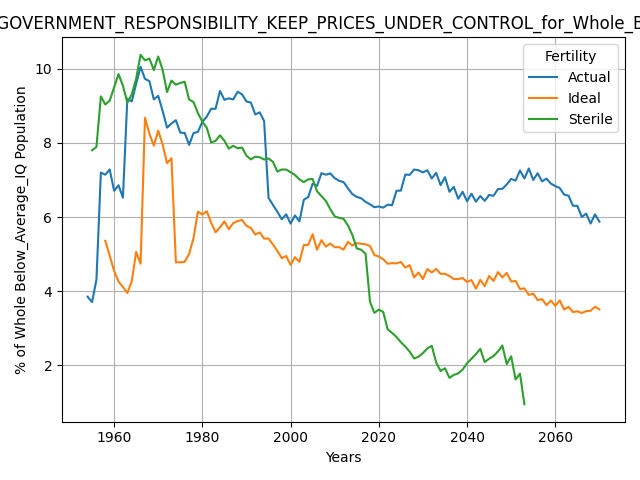 GOVERNMENT_RESPONSIBILITY_KEEP_PRICES_UNDER_CONTROL_for_Whole_B
Fertility
Actual
Ideal
Sterile
% of Whole Below_Average_IQ Population
10
8
6
4
2
1960 1980 2000 2020 2040 2060
Years